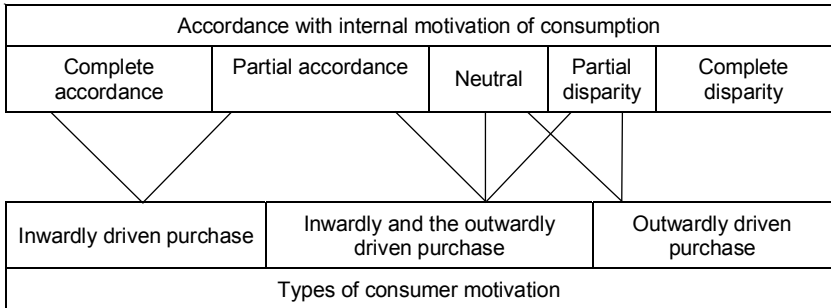 Accordance with internal motivation of consumption
Complete
accordance
Partial accordance
Neutral
Partial
disparity
Complete
disparity
Inwardly driven purchase
Inwardly and the outwardly
driven purchase
Outwardly driven
purchase
Types of consumer motivation